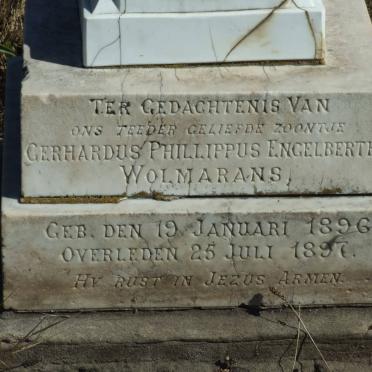 TER GEDACHTENIS VAN
ONS TEEDER GELIEFDE ZOONTJE
GERHARDUS PHILLIPPUS ENGELBERTH
WOLMARANS.
GEB. DEN 19 JANUARI 1896
OVERLEDEN 25 JULI 1897.
HY RUST IN JEZUS ARMEN.